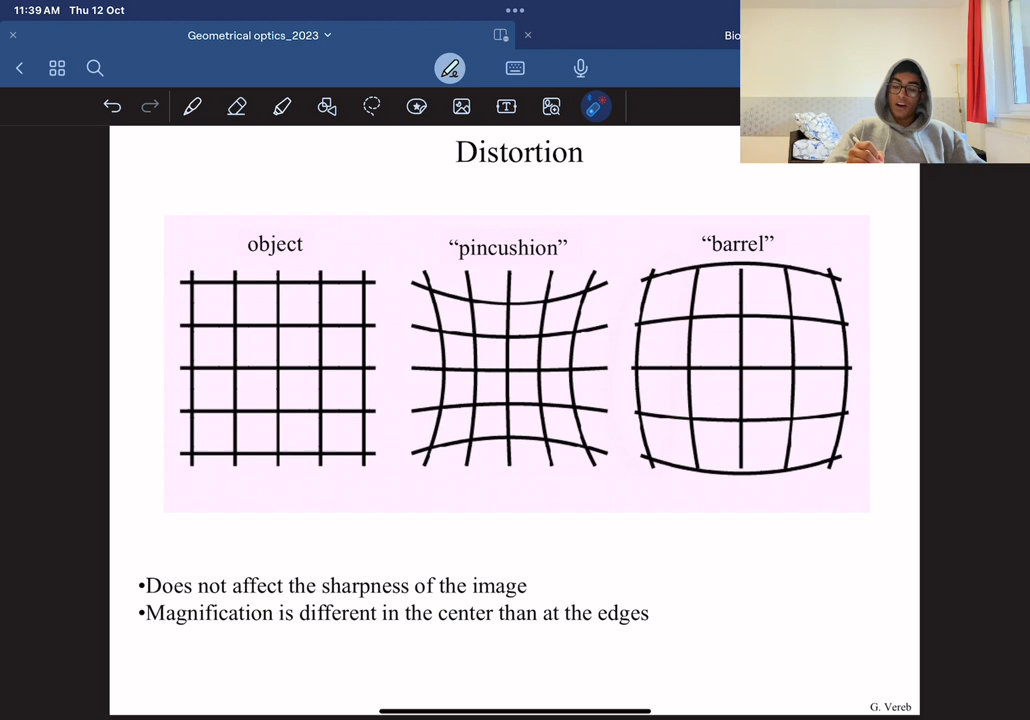 11:39 AM Thu 12 Oct
Geometrical optics_2023
Bio
T
Distortion
object
“pincushion”
“barrel”
•Does not affect the sharpness of the image
•Magnification is different in the center than at the edges
G. Vereb